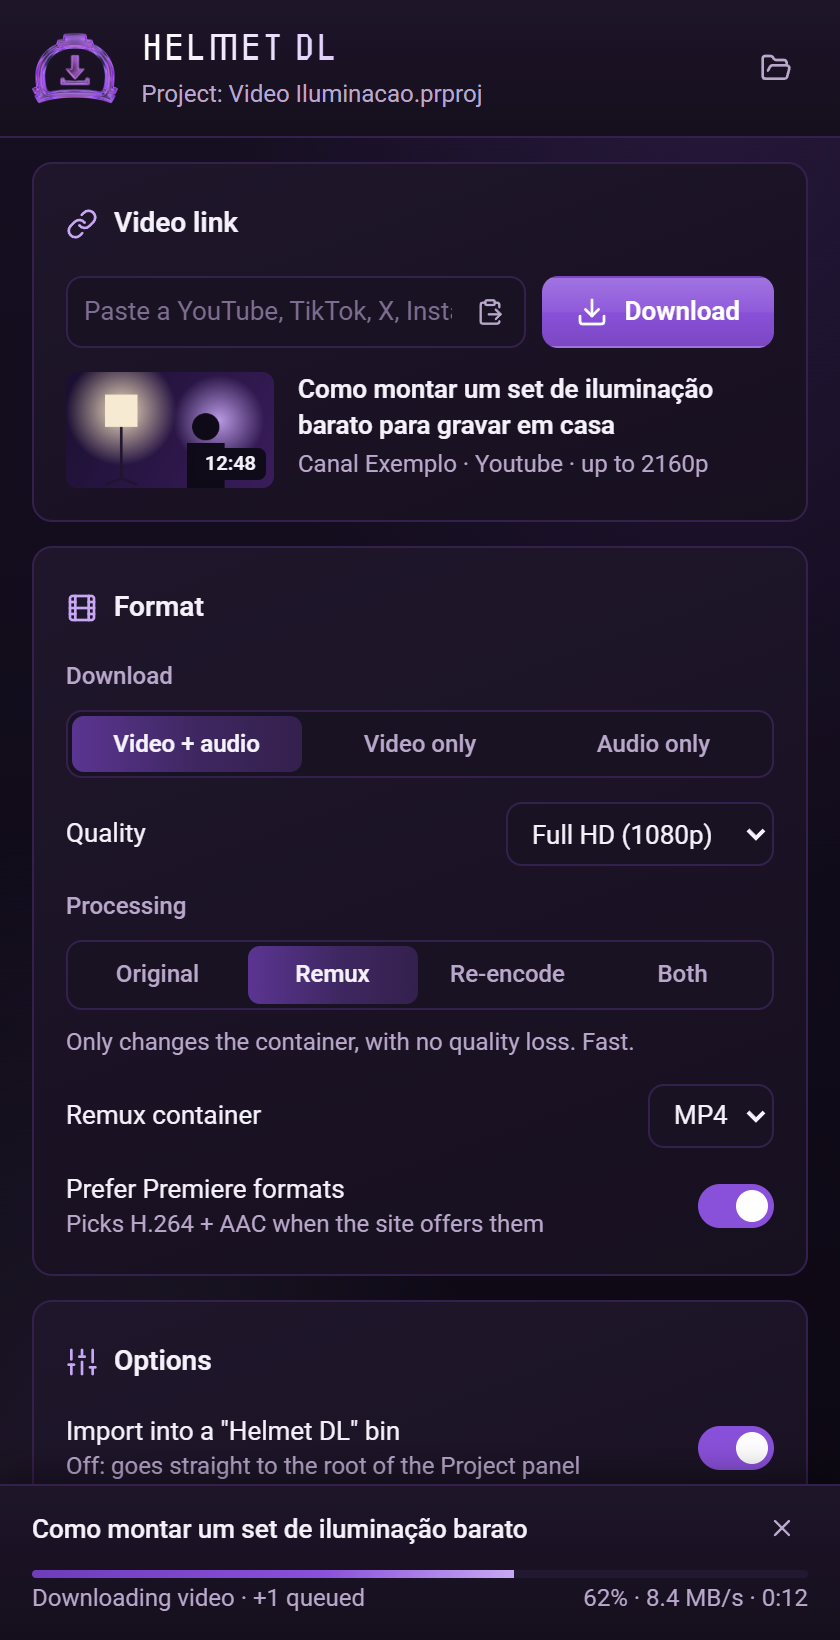 HELMET DL
Project: Video Iluminacao.prproj
Video link
Paste a YouTube, TikTok, X, Inst
Download
12:48
Como montar um set de iluminação
barato para gravar em casa
Canal Exemplo · Youtube · up to 2160p
Format
Download
Video + audio Video only Audio only
Quality Full HD (1080p)
Processing
Original Remux Re-encode Both
Only changes the container, with no quality loss. Fast.
Remux container MP4
Prefer Premiere formats
Picks H.264 + AAC when the site offers them
Options
Import into a "Helmet DL" bin
Off: goes straight to the root of the Project panel
Como montar um set de iluminação barato
Downloading video · +1 queued 62% · 8.4 MB/s · 0:12